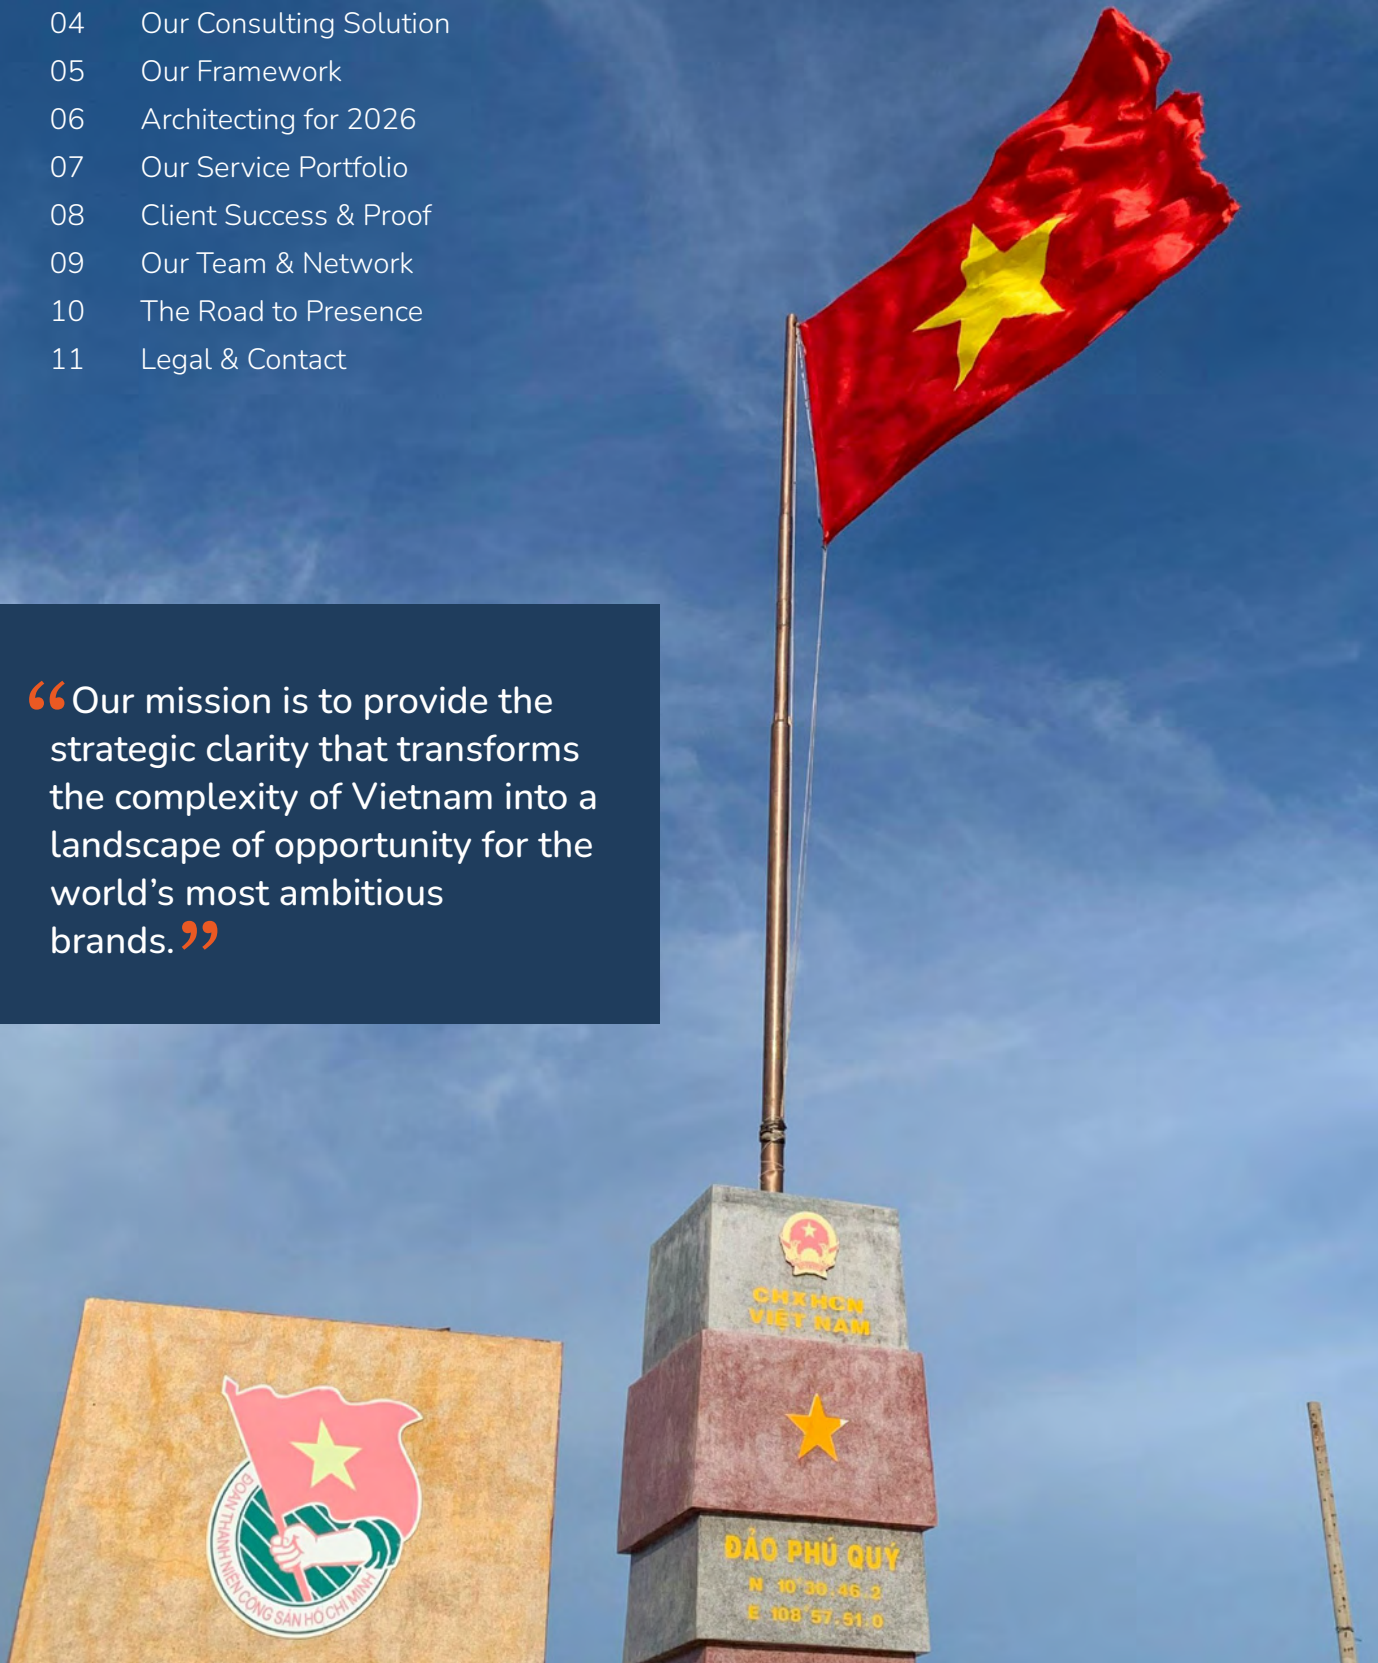 04 Our Consulting Solution
05 Our Framework
06 Architecting for 2026
07 Our Service Portfolio
08 Client Success & Proof
09 Our Team & Network
10 The Road to Presence
11 Legal & Contact
“Our mission is to provide the
strategic clarity that transforms
the complexity of Vietnam into a
landscape of opportunity for the
world’s most ambitious
brands.”
CHXHCN
VIỆT NAM
ĐẢO PHÚ QUÝ
N 10°30.46.2
E 108°57.51.0
ĐOÀN THANH NIÊN CỘNG SẢN HỒ CHÍ MINH